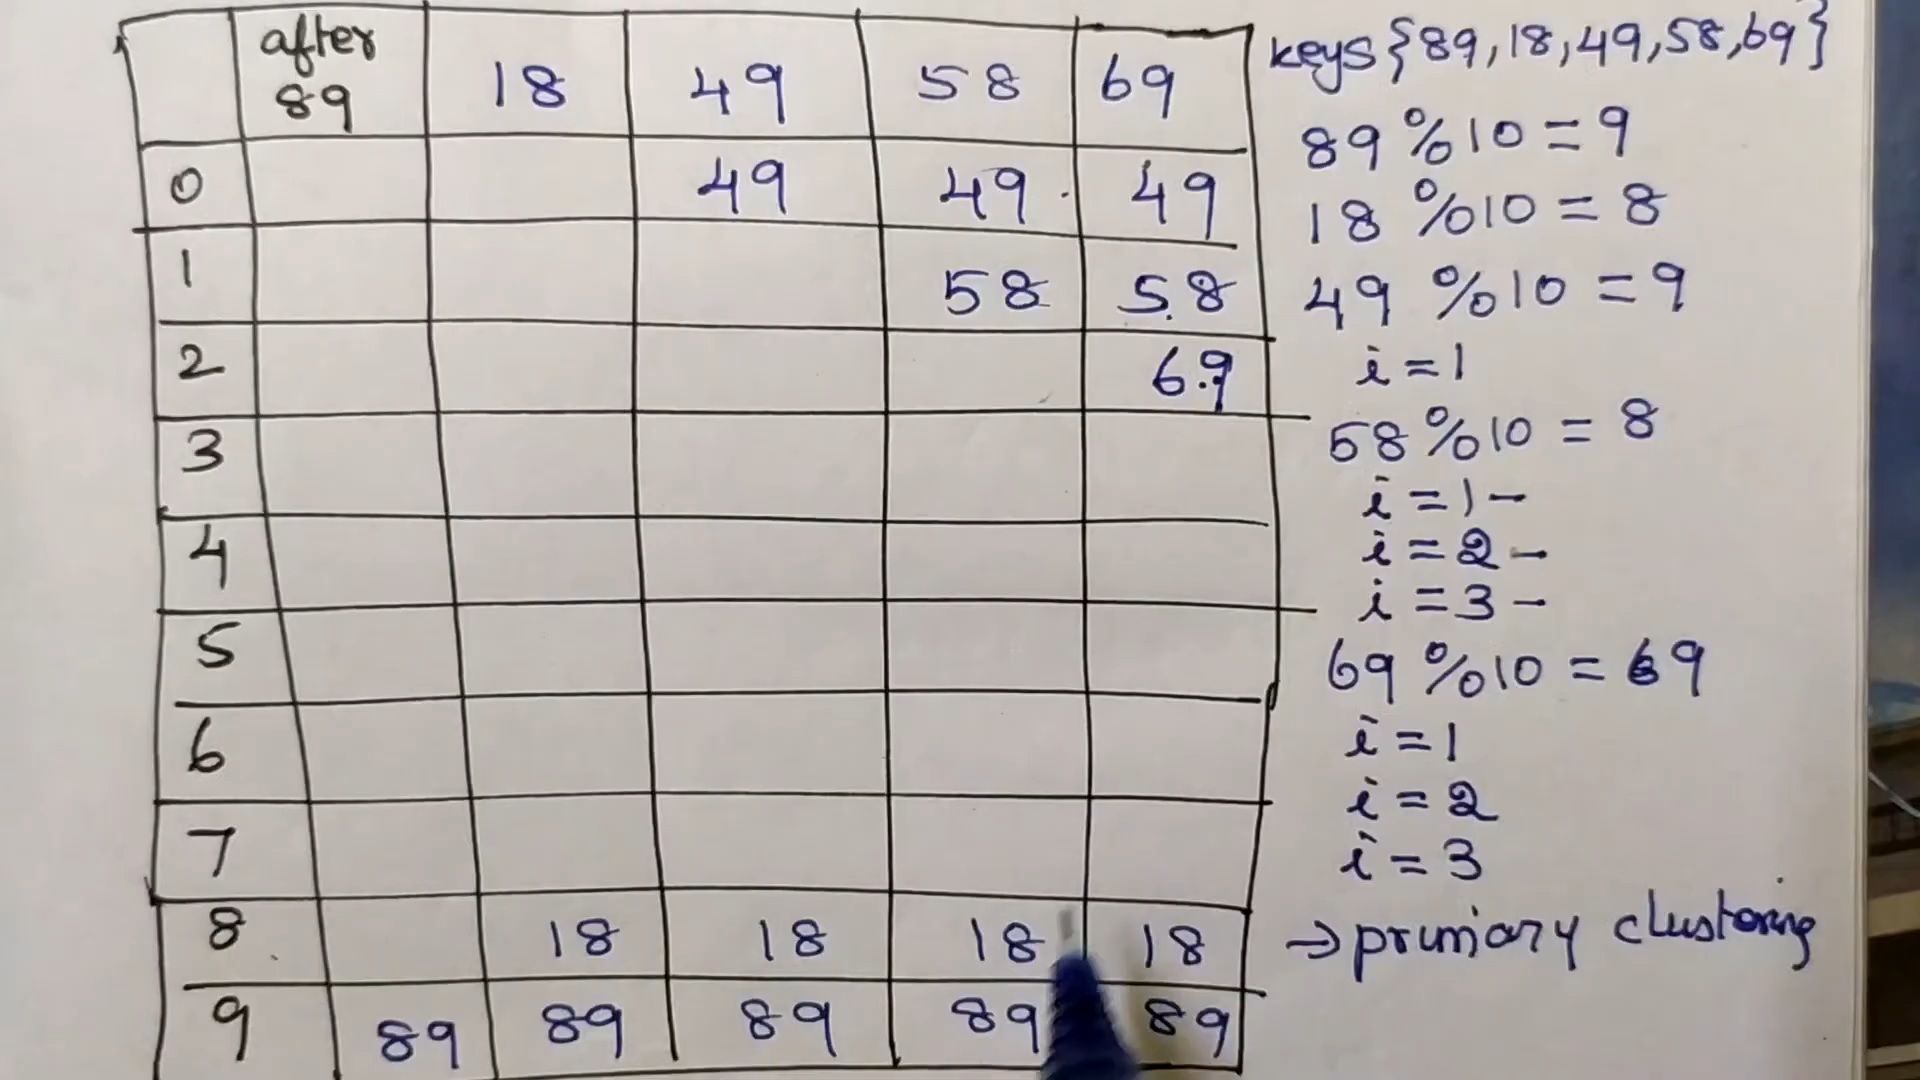 after
89 18 49 58 69
0 49 49 49
1 58 58
2 69
3
4
5
6
7
8 18 18 18 18
9 89 89 89 89 89
keys{89,18,49,58,69}
89 % 10 = 9
18 % 10 = 8
49 % 10 = 9
i = 1
58 % 10 = 8
i = 1 -
i = 2 -
i = 3 -
69 % 10 = 9
i = 1
i = 2
i = 3
→ primary clustering